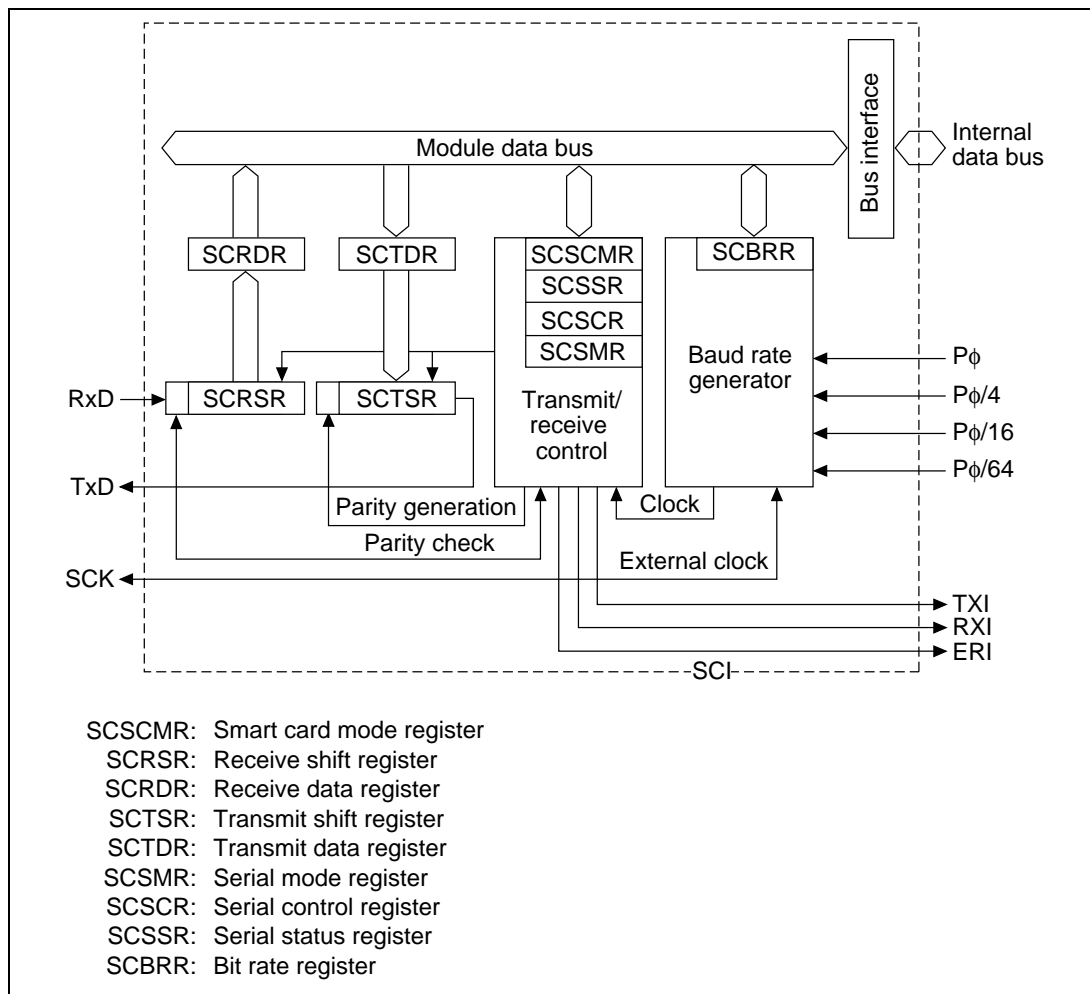 Module data bus
Bus interface
Internal
data bus
SCRDR
SCTDR
SCSCMR
SCSSR
SCSCR
SCSMR
SCBRR
Transmit/
receive
control
Baud rate
generator
Pϕ
Pϕ/4
Pϕ/16
Pϕ/64
RxD
SCRSR
SCTSR
TxD
Parity generation
Clock
Parity check
External clock
SCK
TXI
RXI
ERI
SCI
SCSCMR: Smart card mode register
SCRSR: Receive shift register
SCRDR: Receive data register
SCTSR: Transmit shift register
SCTDR: Transmit data register
SCSMR: Serial mode register
SCSCR: Serial control register
SCSSR: Serial status register
SCBRR: Bit rate register